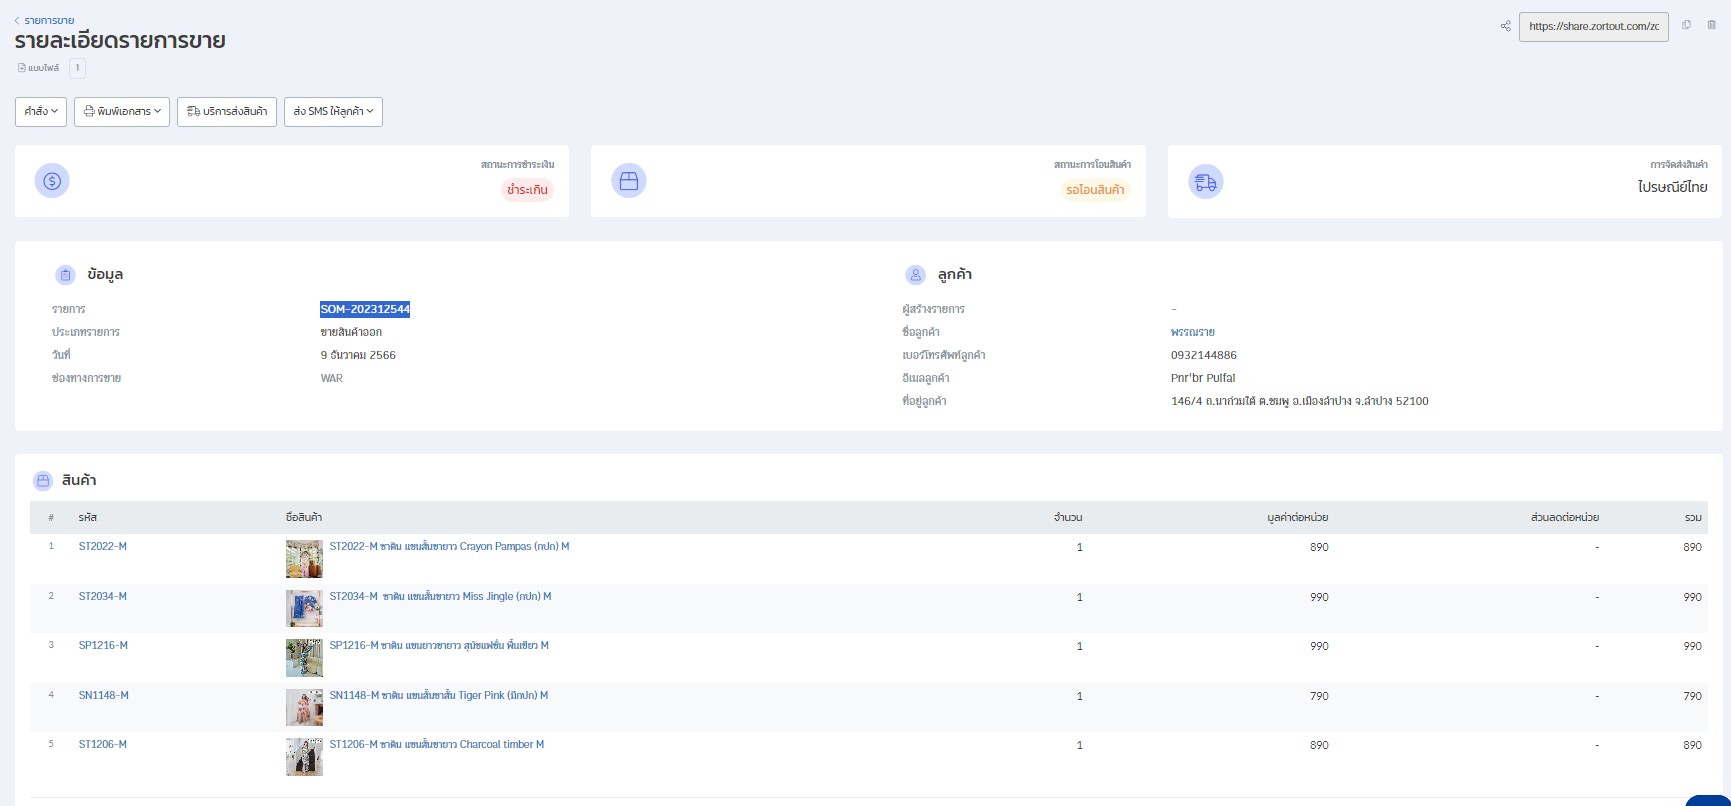 รายการขาย
รายละเอียดรายการขาย
https://share.zortout.com/zc
แนบไฟล์ 1
คำสั่ง
พิมพ์เอกสาร
บริการส่งสินค้า
ส่ง SMS ให้ลูกค้า
สถานะการชำระเงิน
ชำระเกิน
สถานะการโอนสินค้า
รอโอนสินค้า
การจัดส่งสินค้า
ไปรษณีย์ไทย
ข้อมูล
รายการ SOM-202312544
ประเภทรายการ ขายสินค้าออก
วันที่ 9 ธันวาคม 2566
ช่องทางการขาย WAR
ลูกค้า
ผู้สร้างรายการ -
ชื่อลูกค้า พรรณราย
เบอร์โทรศัพท์ลูกค้า 0932144886
อีเมลลูกค้า Pnr'br Puifai
ที่อยู่ลูกค้า 146/4 ถ.นาก่วมใต้ ต.ชมพู อ.เมืองลำปาง จ.ลำปาง 52100
สินค้า
# รหัส ชื่อสินค้า จำนวน มูลค่าต่อหน่วย ส่วนลดต่อหน่วย รวม
1 ST2022-M ST2022-M ซาติน แขนสั้นขายาว Crayon Pampas (กปก) M 1 890 - 890
2 ST2034-M ST2034-M ซาติน แขนสั้นขายาว Miss Jingle (กปก) M 1 990 - 990
3 SP1216-M SP1216-M ซาติน แขนยาวขายาว สุนัขแฟชั่น พื้นเขียว M 1 990 - 990
4 SN1148-M SN1148-M ซาติน แขนสั้นขาสั้น Tiger Pink (มีกปก) M 1 790 - 790
5 ST1206-M ST1206-M ซาติน แขนสั้นขายาว Charcoal timber M 1 890 - 890